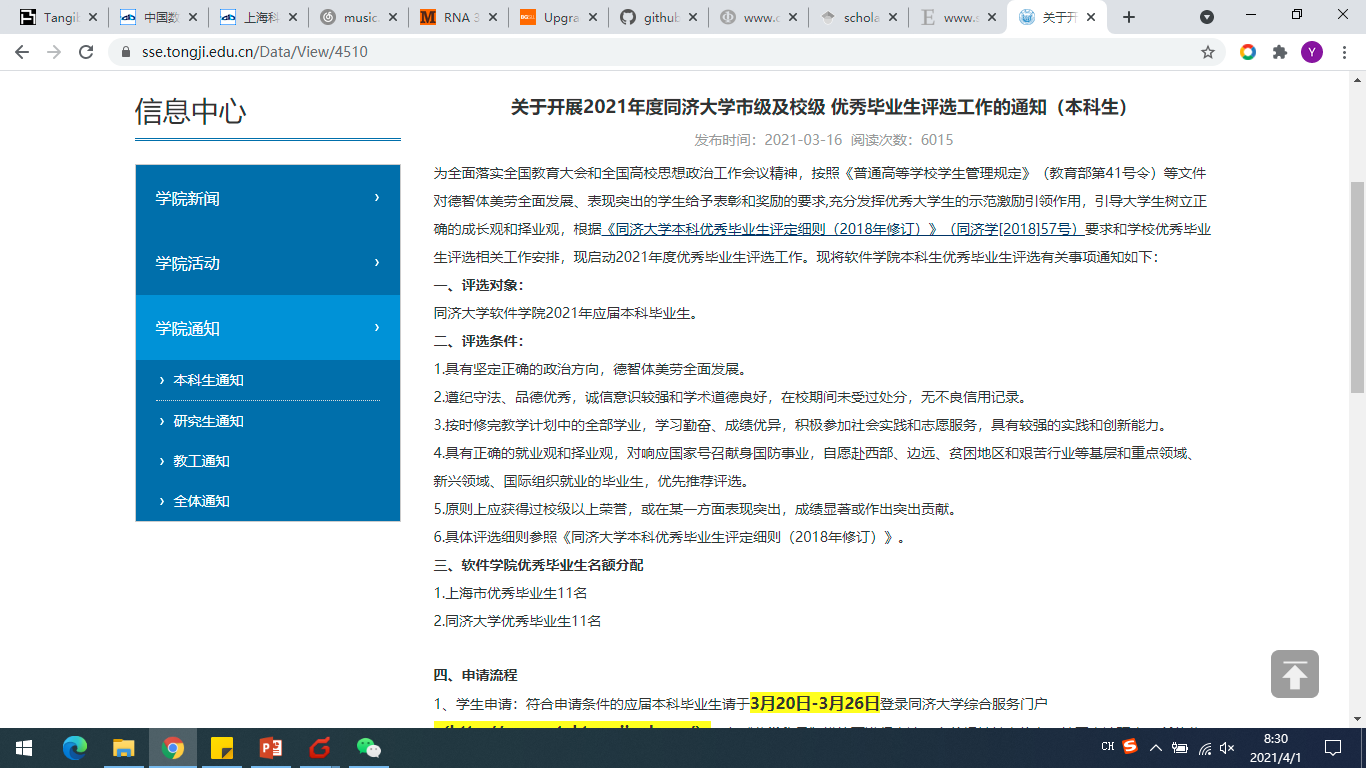 Tangib
中国数
上海科
music.
RNA 3
Upgra
github
www.c
schola
www.s
关于开
sse.tongji.edu.cn/Data/View/4510
Y
信息中心
学院新闻
学院活动
学院通知
本科生通知
研究生通知
教工通知
全体通知
关于开展2021年度同济大学市级及校级 优秀毕业生评选工作的通知（本科生）
发布时间：2021-03-16 阅读次数：6015
为全面落实全国教育大会和全国高校思想政治工作会议精神，按照《普通高等学校学生管理规定》（教育部第41号令）等文件
对德智体美劳全面发展、表现突出的学生给予表彰和奖励的要求,充分发挥优秀大学生的示范激励引领作用，引导大学生树立正
确的成长观和择业观，根据《同济大学本科优秀毕业生评定细则（2018年修订）》（同济学[2018]57号）要求和学校优秀毕业
生评选相关工作安排，现启动2021年度优秀毕业生评选工作。现将软件学院本科生优秀毕业生评选有关事项通知如下：
一、评选对象：
同济大学软件学院2021年应届本科毕业生。
二、评选条件：
1.具有坚定正确的政治方向，德智体美劳全面发展。
2.遵纪守法、品德优秀，诚信意识较强和学术道德良好，在校期间未受过处分，无不良信用记录。
3.按时修完教学计划中的全部学业，学习勤奋、成绩优异，积极参加社会实践和志愿服务，具有较强的实践和创新能力。
4.具有正确的就业观和择业观，对响应国家号召献身国防事业，自愿赴西部、边远、贫困地区和艰苦行业等基层和重点领域、
新兴领域、国际组织就业的毕业生，优先推荐评选。
5.原则上应获得过校级以上荣誉，或在某一方面表现突出，成绩显著或作出突出贡献。
6.具体评选细则参照《同济大学本科优秀毕业生评定细则（2018年修订）》。
三、软件学院优秀毕业生名额分配
1.上海市优秀毕业生11名
2.同济大学优秀毕业生11名
四、申请流程
1、学生申请：符合申请条件的应届本科毕业生请于3月20日-3月26日登录同济大学综合服务门户
CH
8:30
2021/4/1